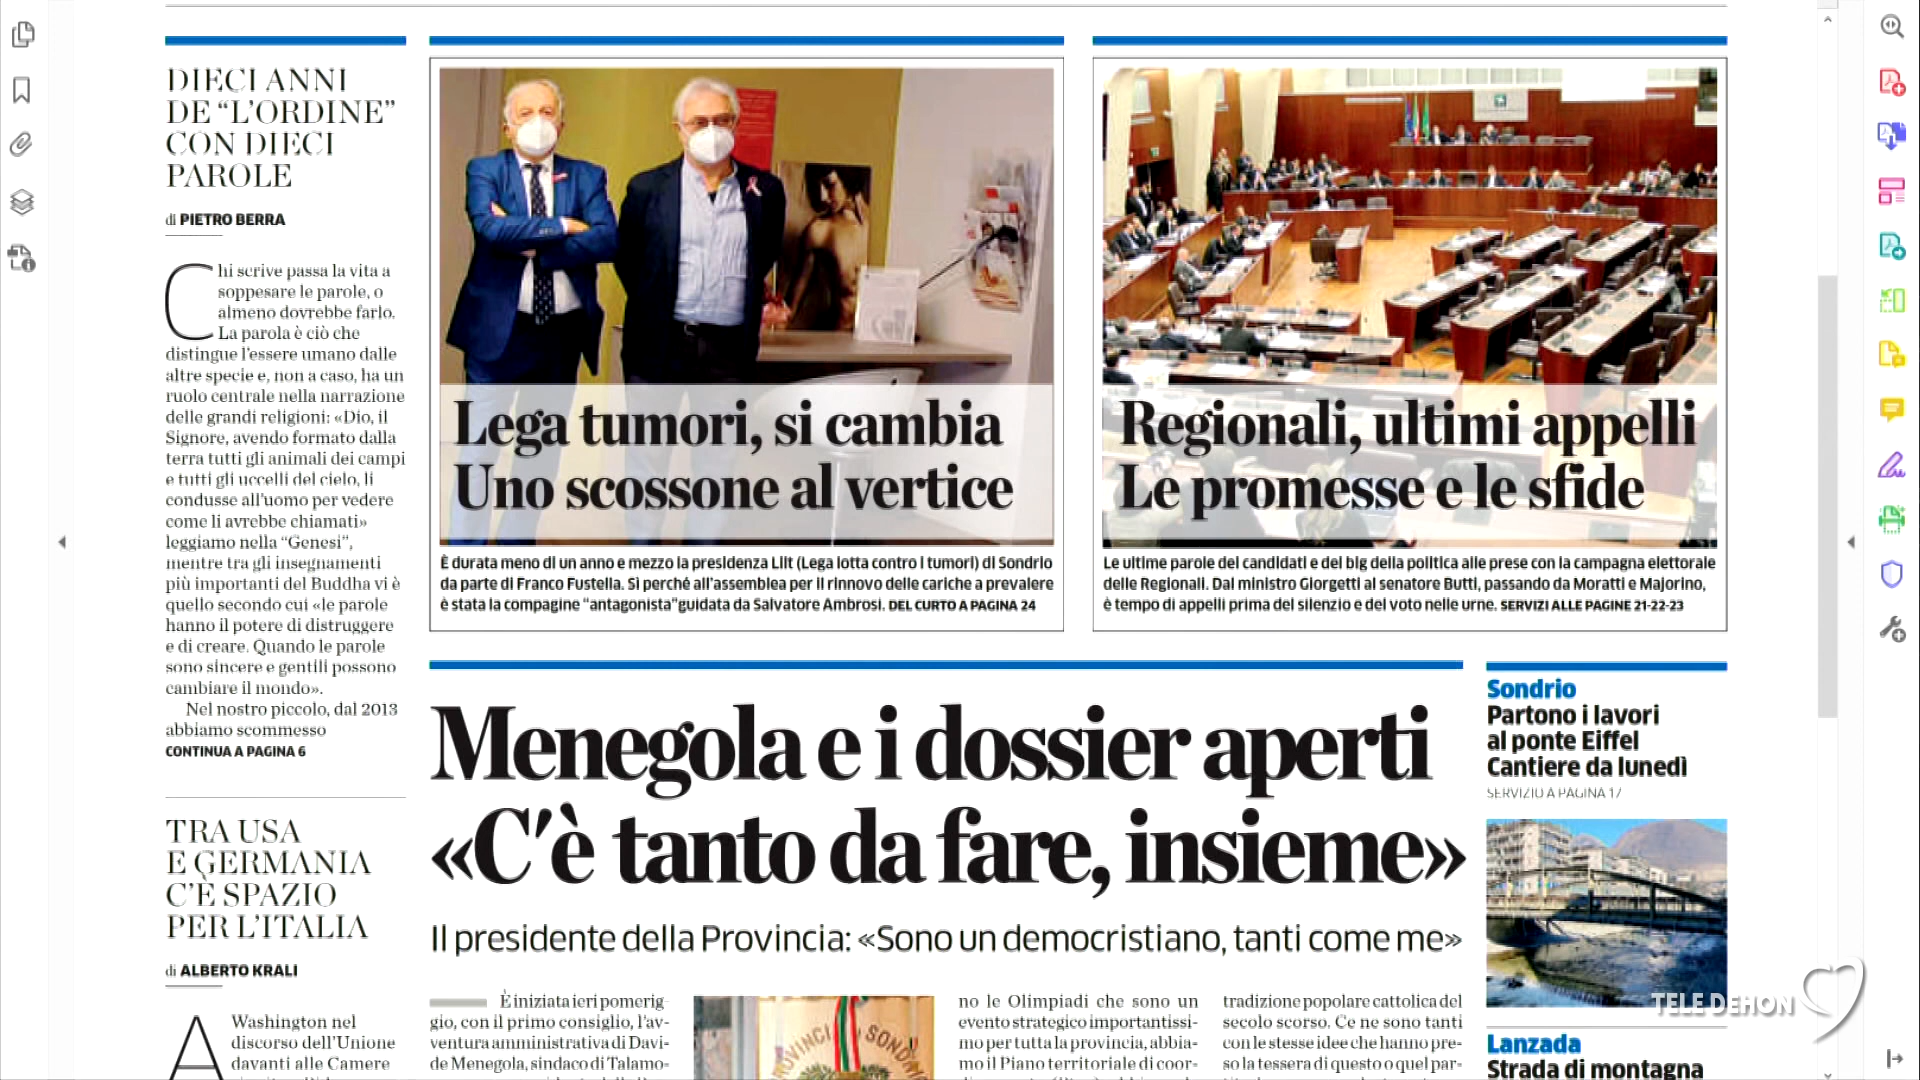 DIECI ANNI
DE “L’ORDINE”
CON DIECI
PAROLE
di PIETRO BERRA
Chi scrive passa la vita a
soppesare le parole, o
almeno dovrebbe farlo.
La parola è ciò che
distingue l’essere umano dalle
altre specie e, non a caso, ha un
ruolo centrale nella narrazione
delle grandi religioni: «Dio, il
Signore, avendo formato dalla
terra tutti gli animali dei campi
e tutti gli uccelli del cielo, li
condusse all’uomo per vedere
come li avrebbe chiamati»
leggiamo nella “Genesi”,
mentre tra gli insegnamenti
più importanti del Buddha vi è
quello secondo cui «le parole
hanno il potere di distruggere
e di creare. Quando le parole
sono sincere e gentili possono
cambiare il mondo».
Nel nostro piccolo, dal 2013
abbiamo scommesso
CONTINUA A PAGINA 6
TRA USA
E GERMANIA
C’È SPAZIO
PER L’ITALIA
di ALBERTO KRALI
A Washington nel
discorso dell’Unione
davanti alle Camere
Lega tumori, si cambia
Uno scossone al vertice
È durata meno di un anno e mezzo la presidenza Lilt (Lega lotta contro i tumori) di Sondrio
da parte di Franco Fustella. Sì perché all’assemblea per il rinnovo delle cariche a prevalere
è stata la compagine “antagonista”guidata da Salvatore Ambrosi. DEL CURTO A PAGINA 24
Regionali, ultimi appelli
Le promesse e le sfide
Le ultime parole dei candidati e dei big della politica alle prese con la campagna elettorale
delle Regionali. Dal ministro Giorgetti al senatore Butti, passando da Moratti e Majorino,
è tempo di appelli prima del silenzio e del voto nelle urne. SERVIZI ALLE PAGINE 21-22-23
Menegola e i dossier aperti
«C’è tanto da fare, insieme»
Il presidente della Provincia: «Sono un democristiano, tanti come me»
È iniziata ieri pomerig-
gio, con il primo consiglio, l’av-
ventura amministrativa di Davi-
de Menegola, sindaco di Talamo-
PROVINCIA SOND
no le Olimpiadi che sono un
evento strategico importantissi-
mo per tutta la provincia, abbia-
mo il Piano territoriale di coor-
tradizione popolare cattolica del
secolo scorso. Ce ne sono tanti
con le stesse idee che hanno pre-
so la tessera di questo o quel par-
Sondrio
Partono i lavori
al ponte Eiffel
Cantiere da lunedì
SERVIZIO A PAGINA 17
TELE DEHON
Lanzada
Strada di montagna